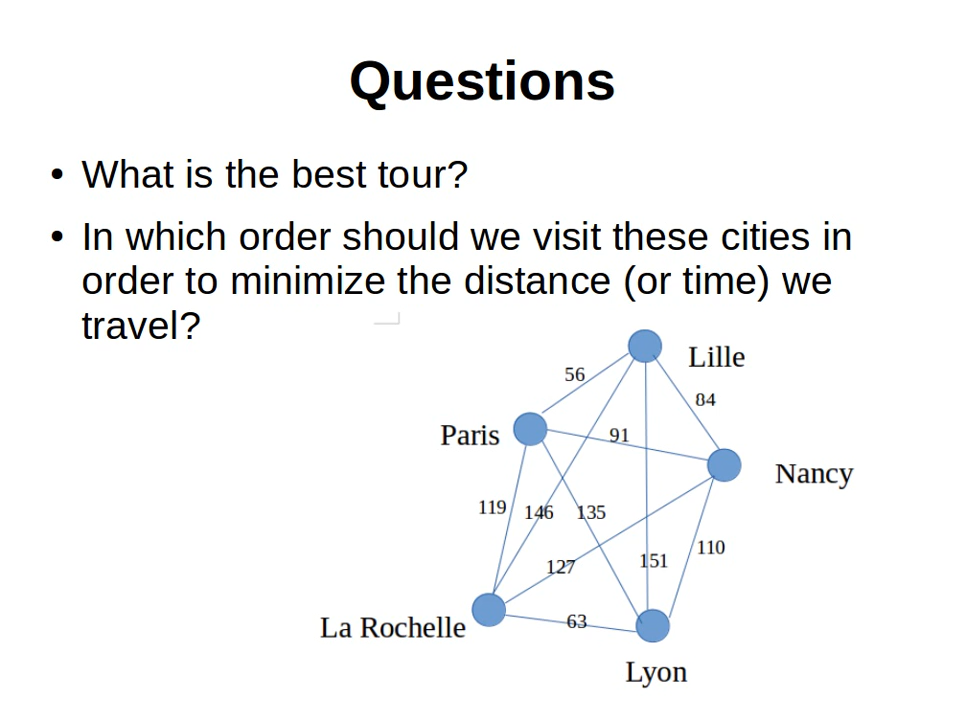 Questions
• What is the best tour?
• In which order should we visit these cities in
order to minimize the distance (or time) we
travel?
Lille
56
84
Paris
91
Nancy
119
146
135
110
127
151
La Rochelle
63
Lyon